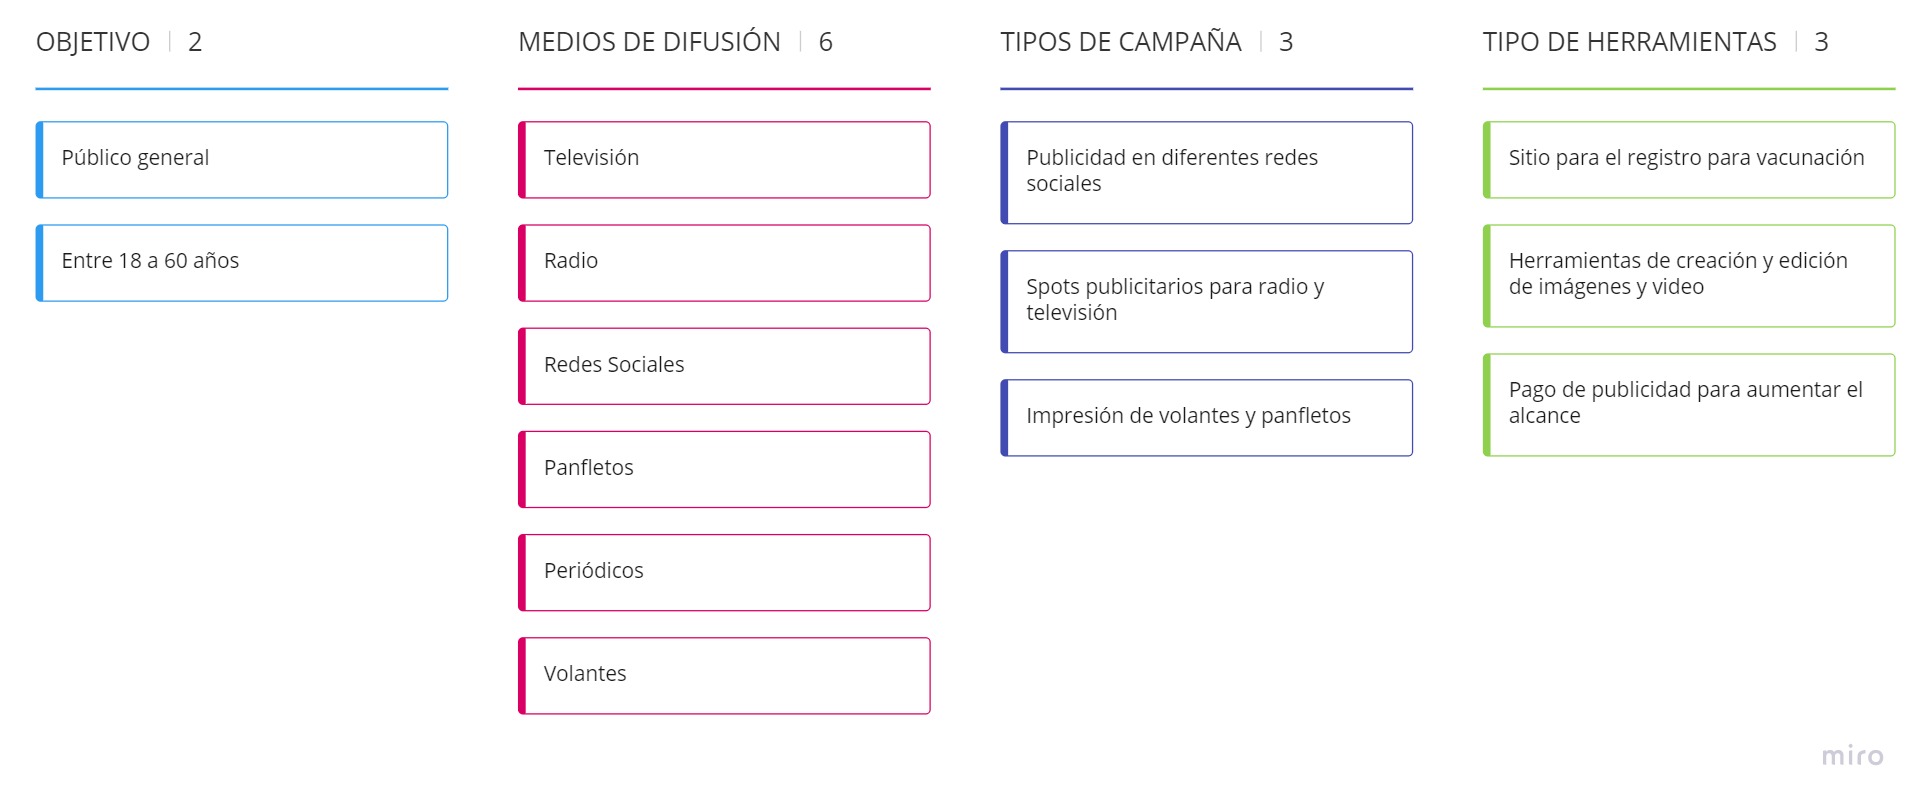 OBJETIVO | 2
Público general
Entre 18 a 60 años
MEDIOS DE DIFUSIÓN | 6
Televisión
Radio
Redes Sociales
Panfletos
Periódicos
Volantes
TIPOS DE CAMPAÑA | 3
Publicidad en diferentes redes
sociales
Spots publicitarios para radio y
televisión
Impresión de volantes y panfletos
TIPO DE HERRAMIENTAS | 3
Sitio para el registro para vacunación
Herramientas de creación y edición
de imágenes y video
Pago de publicidad para aumentar el
alcance
miro